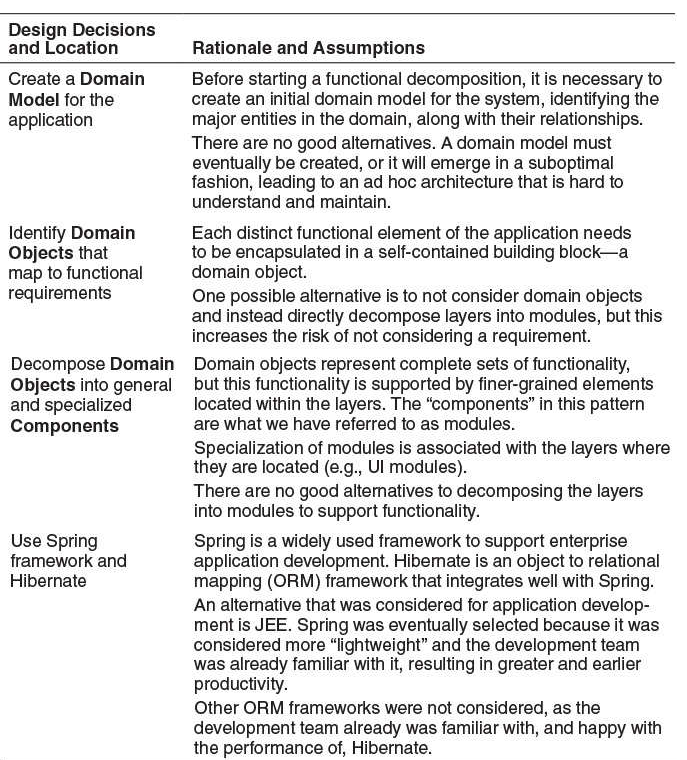 Design Decisions
and Location
Rationale and Assumptions
Create a Domain
Model for the
application
Before starting a functional decomposition, it is necessary to
create an initial domain model for the system, identifying the
major entities in the domain, along with their relationships.
There are no good alternatives. A domain model must
eventually be created, or it will emerge in a suboptimal
fashion, leading to an ad hoc architecture that is hard to
understand and maintain.
Identify Domain
Objects that
map to functional
requirements
Each distinct functional element of the application needs
to be encapsulated in a self-contained building block—a
domain object.
One possible alternative is to not consider domain objects
and instead directly decompose layers into modules, but this
increases the risk of not considering a requirement.
Decompose Domain
Objects into general
and specialized
Components
Domain objects represent complete sets of functionality,
but this functionality is supported by finer-grained elements
located within the layers. The “components” in this pattern
are what we have referred to as modules.
Specialization of modules is associated with the layers where
they are located (e.g., UI modules).
There are no good alternatives to decomposing the layers
into modules to support functionality.
Use Spring
framework and
Hibernate
Spring is a widely used framework to support enterprise
application development. Hibernate is an object to relational
mapping (ORM) framework that integrates well with Spring.
An alternative that was considered for application develop-
ment is JEE. Spring was eventually selected because it was
considered more “lightweight” and the development team
was already familiar with it, resulting in greater and earlier
productivity.
Other ORM frameworks were not considered, as the
development team already was familiar with, and happy with
the performance of, Hibernate.